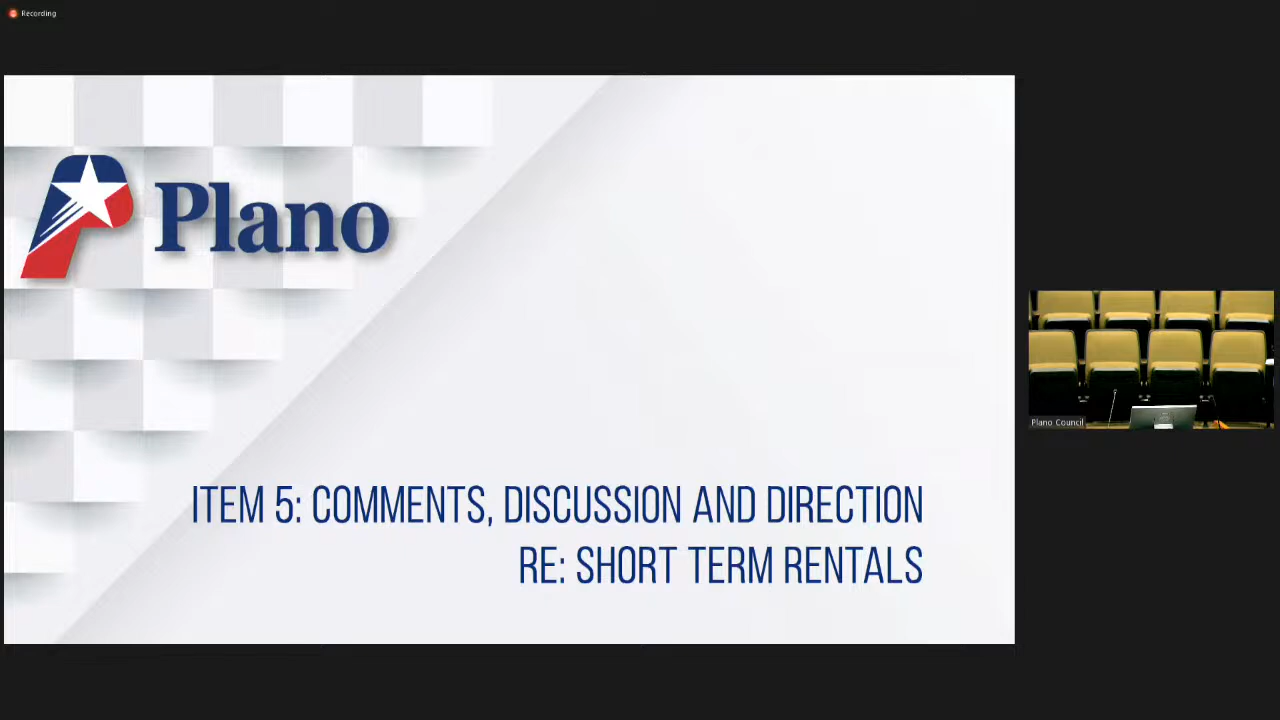 Recording
Plano
ITEM 5: COMMENTS, DISCUSSION AND DIRECTION
RE: SHORT TERM RENTALS
Plano Council